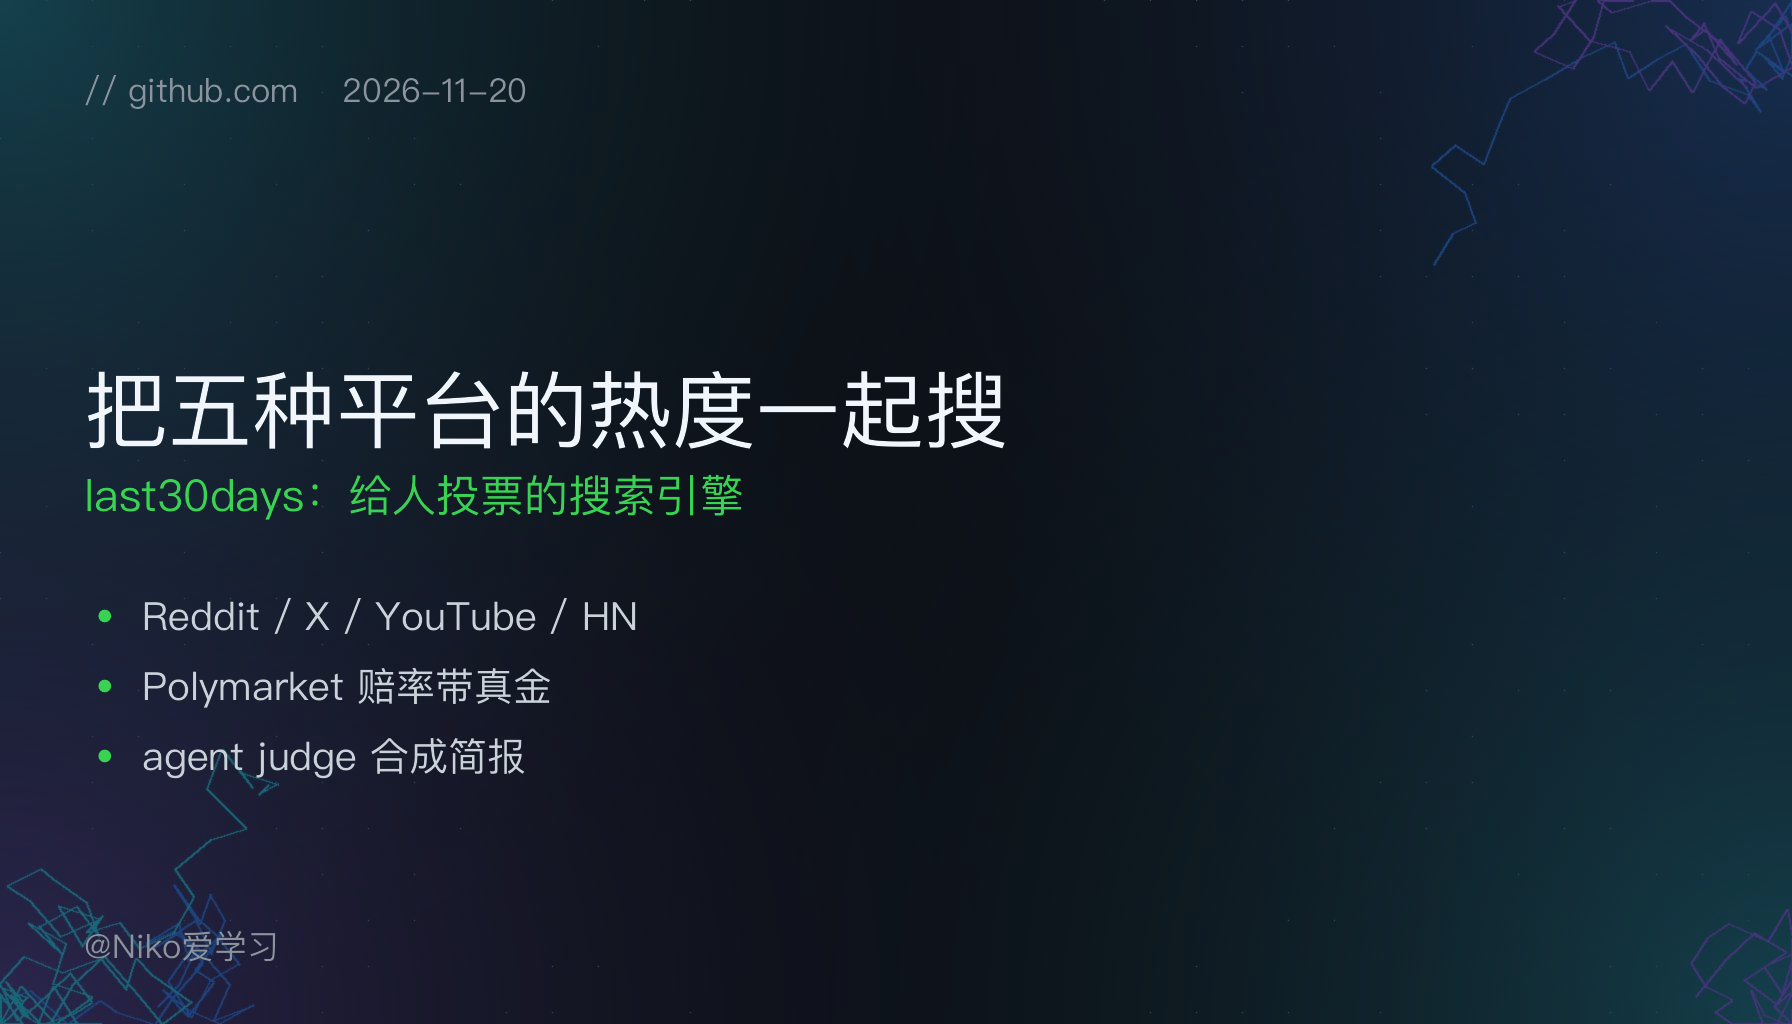 // github.com 2026-11-20
把五种平台的热度一起搜
last30days：给人投票的搜索引擎
• Reddit / X / YouTube / HN
• Polymarket 赔率带真金
• agent judge 合成简报
@Niko爱学习